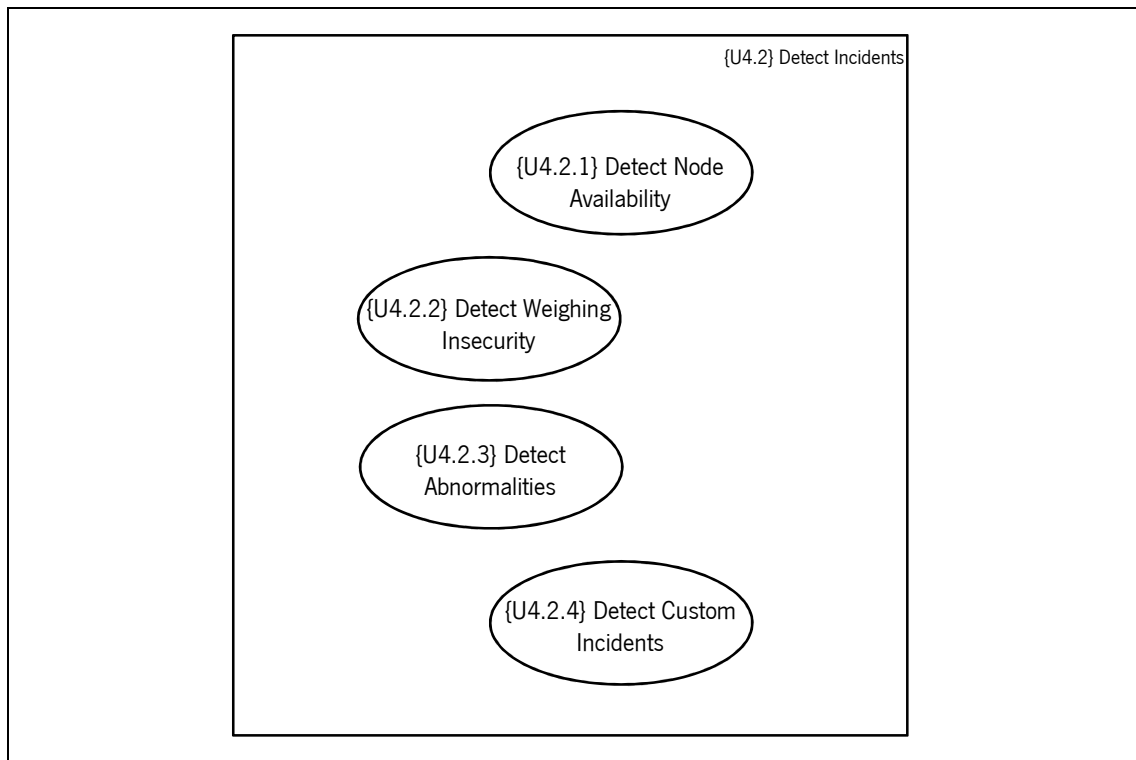 {U4.2} Detect Incidents
{U4.2.1} Detect Node
Availability
{U4.2.2} Detect Weighing
Insecurity
{U4.2.3} Detect
Abnormalities
{U4.2.4} Detect Custom
Incidents